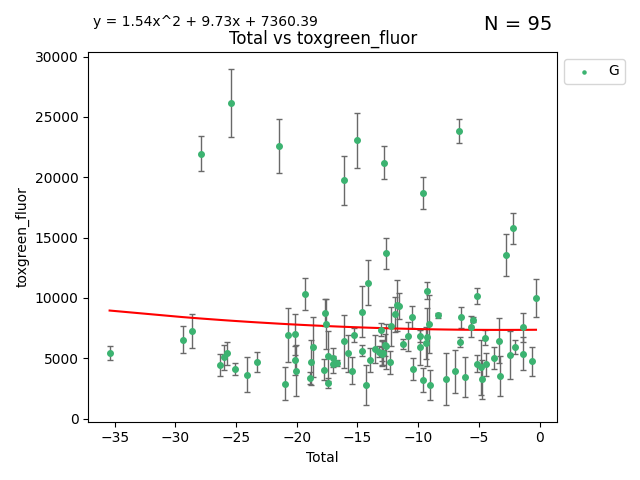 y = 1.54x^2 + 9.73x + 7360.39
N = 95
Total vs toxgreen_fluor
G
toxgreen_fluor
30000
25000
20000
15000
10000
5000
0
−35 −30 −25 −20 −15 −10 −5 0
Total